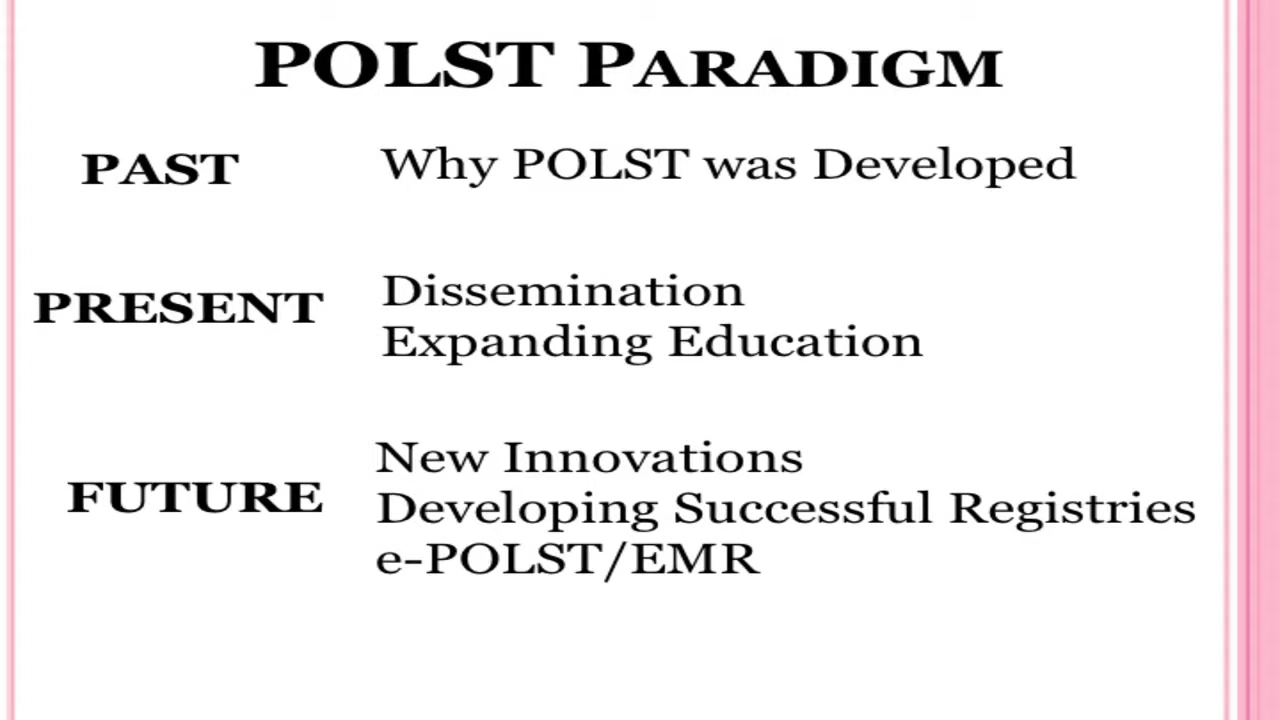 POLST PARADIGM
PAST
Why POLST was Developed
PRESENT
Dissemination
Expanding Education
FUTURE
New Innovations
Developing Successful Registries
e-POLST/EMR